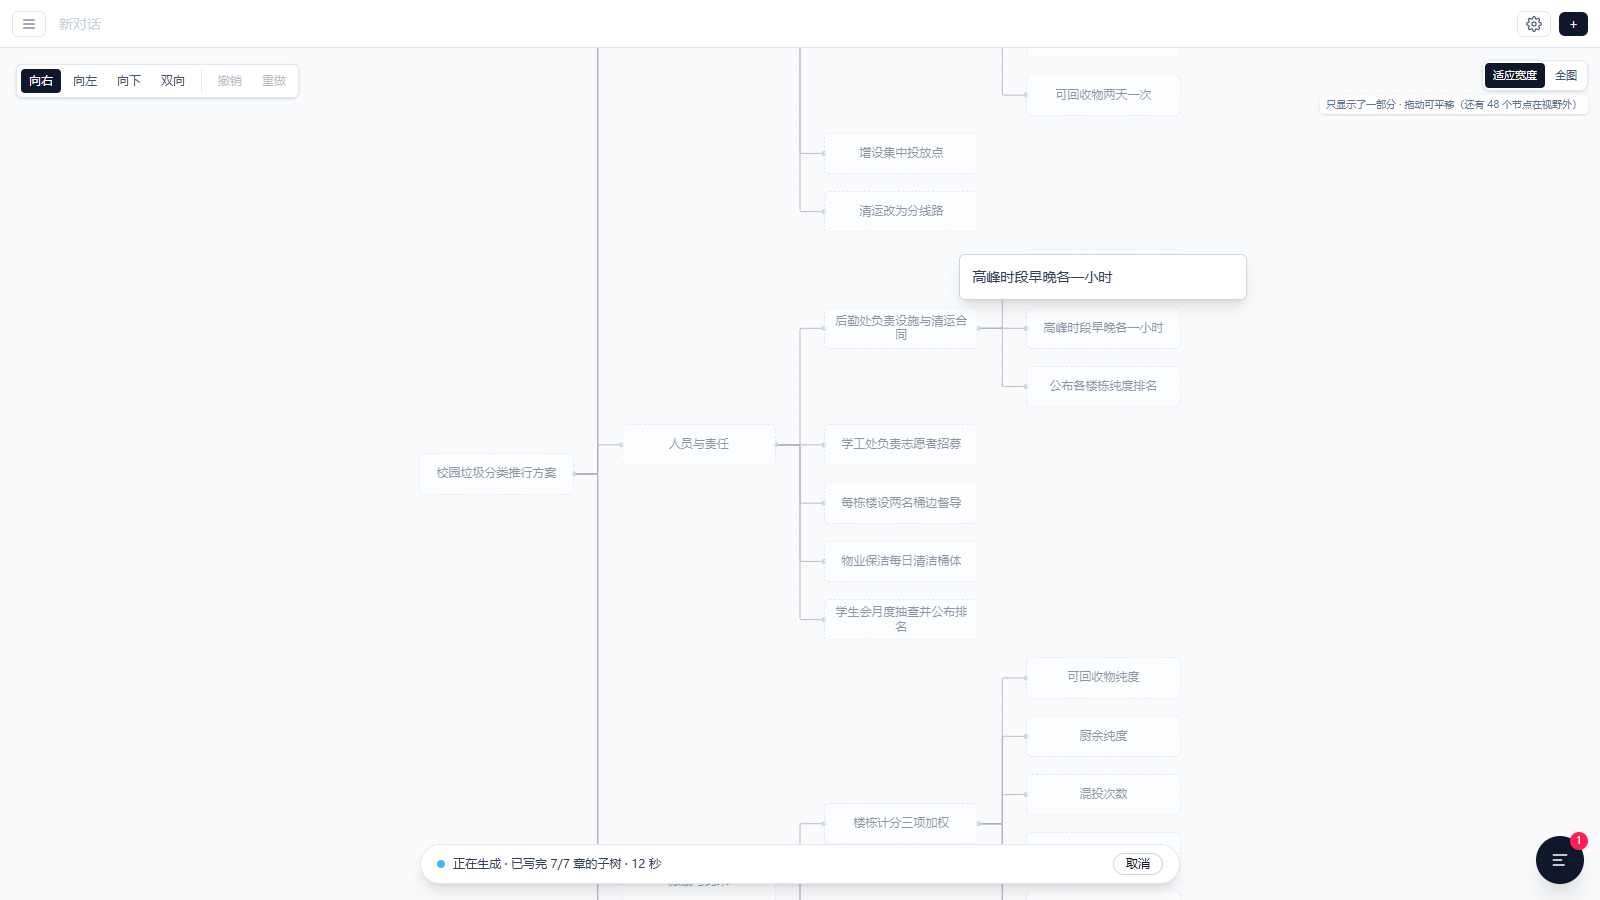 新对话
+
向右 向左 向下 双向 撤销 重做
适应宽度 全图
只显示了一部分 · 拖动可平移（还有 48 个节点在视野外）
可回收物两天一次
增设集中投放点
清运改为分线路
高峰时段早晚各一小时
后勤处负责设施与清运合
同
高峰时段早晚各一小时
公布各楼栋纯度排名
人员与责任
学工处负责志愿者招募
校园垃圾分类推行方案
每栋楼设两名桶边督导
物业保洁每日清洁桶体
学生会月度抽查并公布排
名
可回收物纯度
厨余纯度
混投次数
楼栋计分三项加权
正在生成 · 已写完 7/7 章的子树 · 12 秒
取消
1